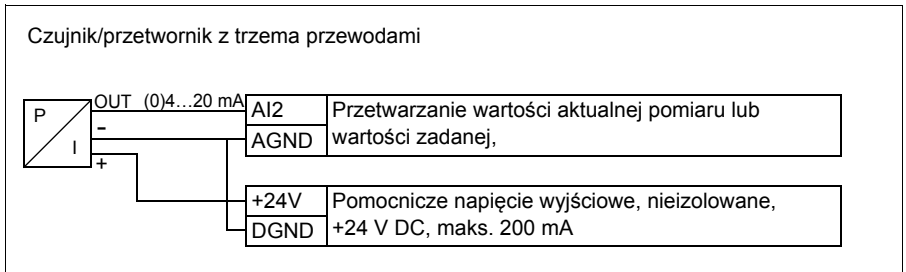 Czujnik/przetwornik z trzema przewodami
P
I
OUT (0)4...20 mA
-
+
AI2
Przetwarzanie wartości aktualnej pomiaru lub
AGND
wartości zadanej,
+24V
Pomocnicze napięcie wyjściowe, nieizolowane,
DGND
+24 V DC, maks. 200 mA